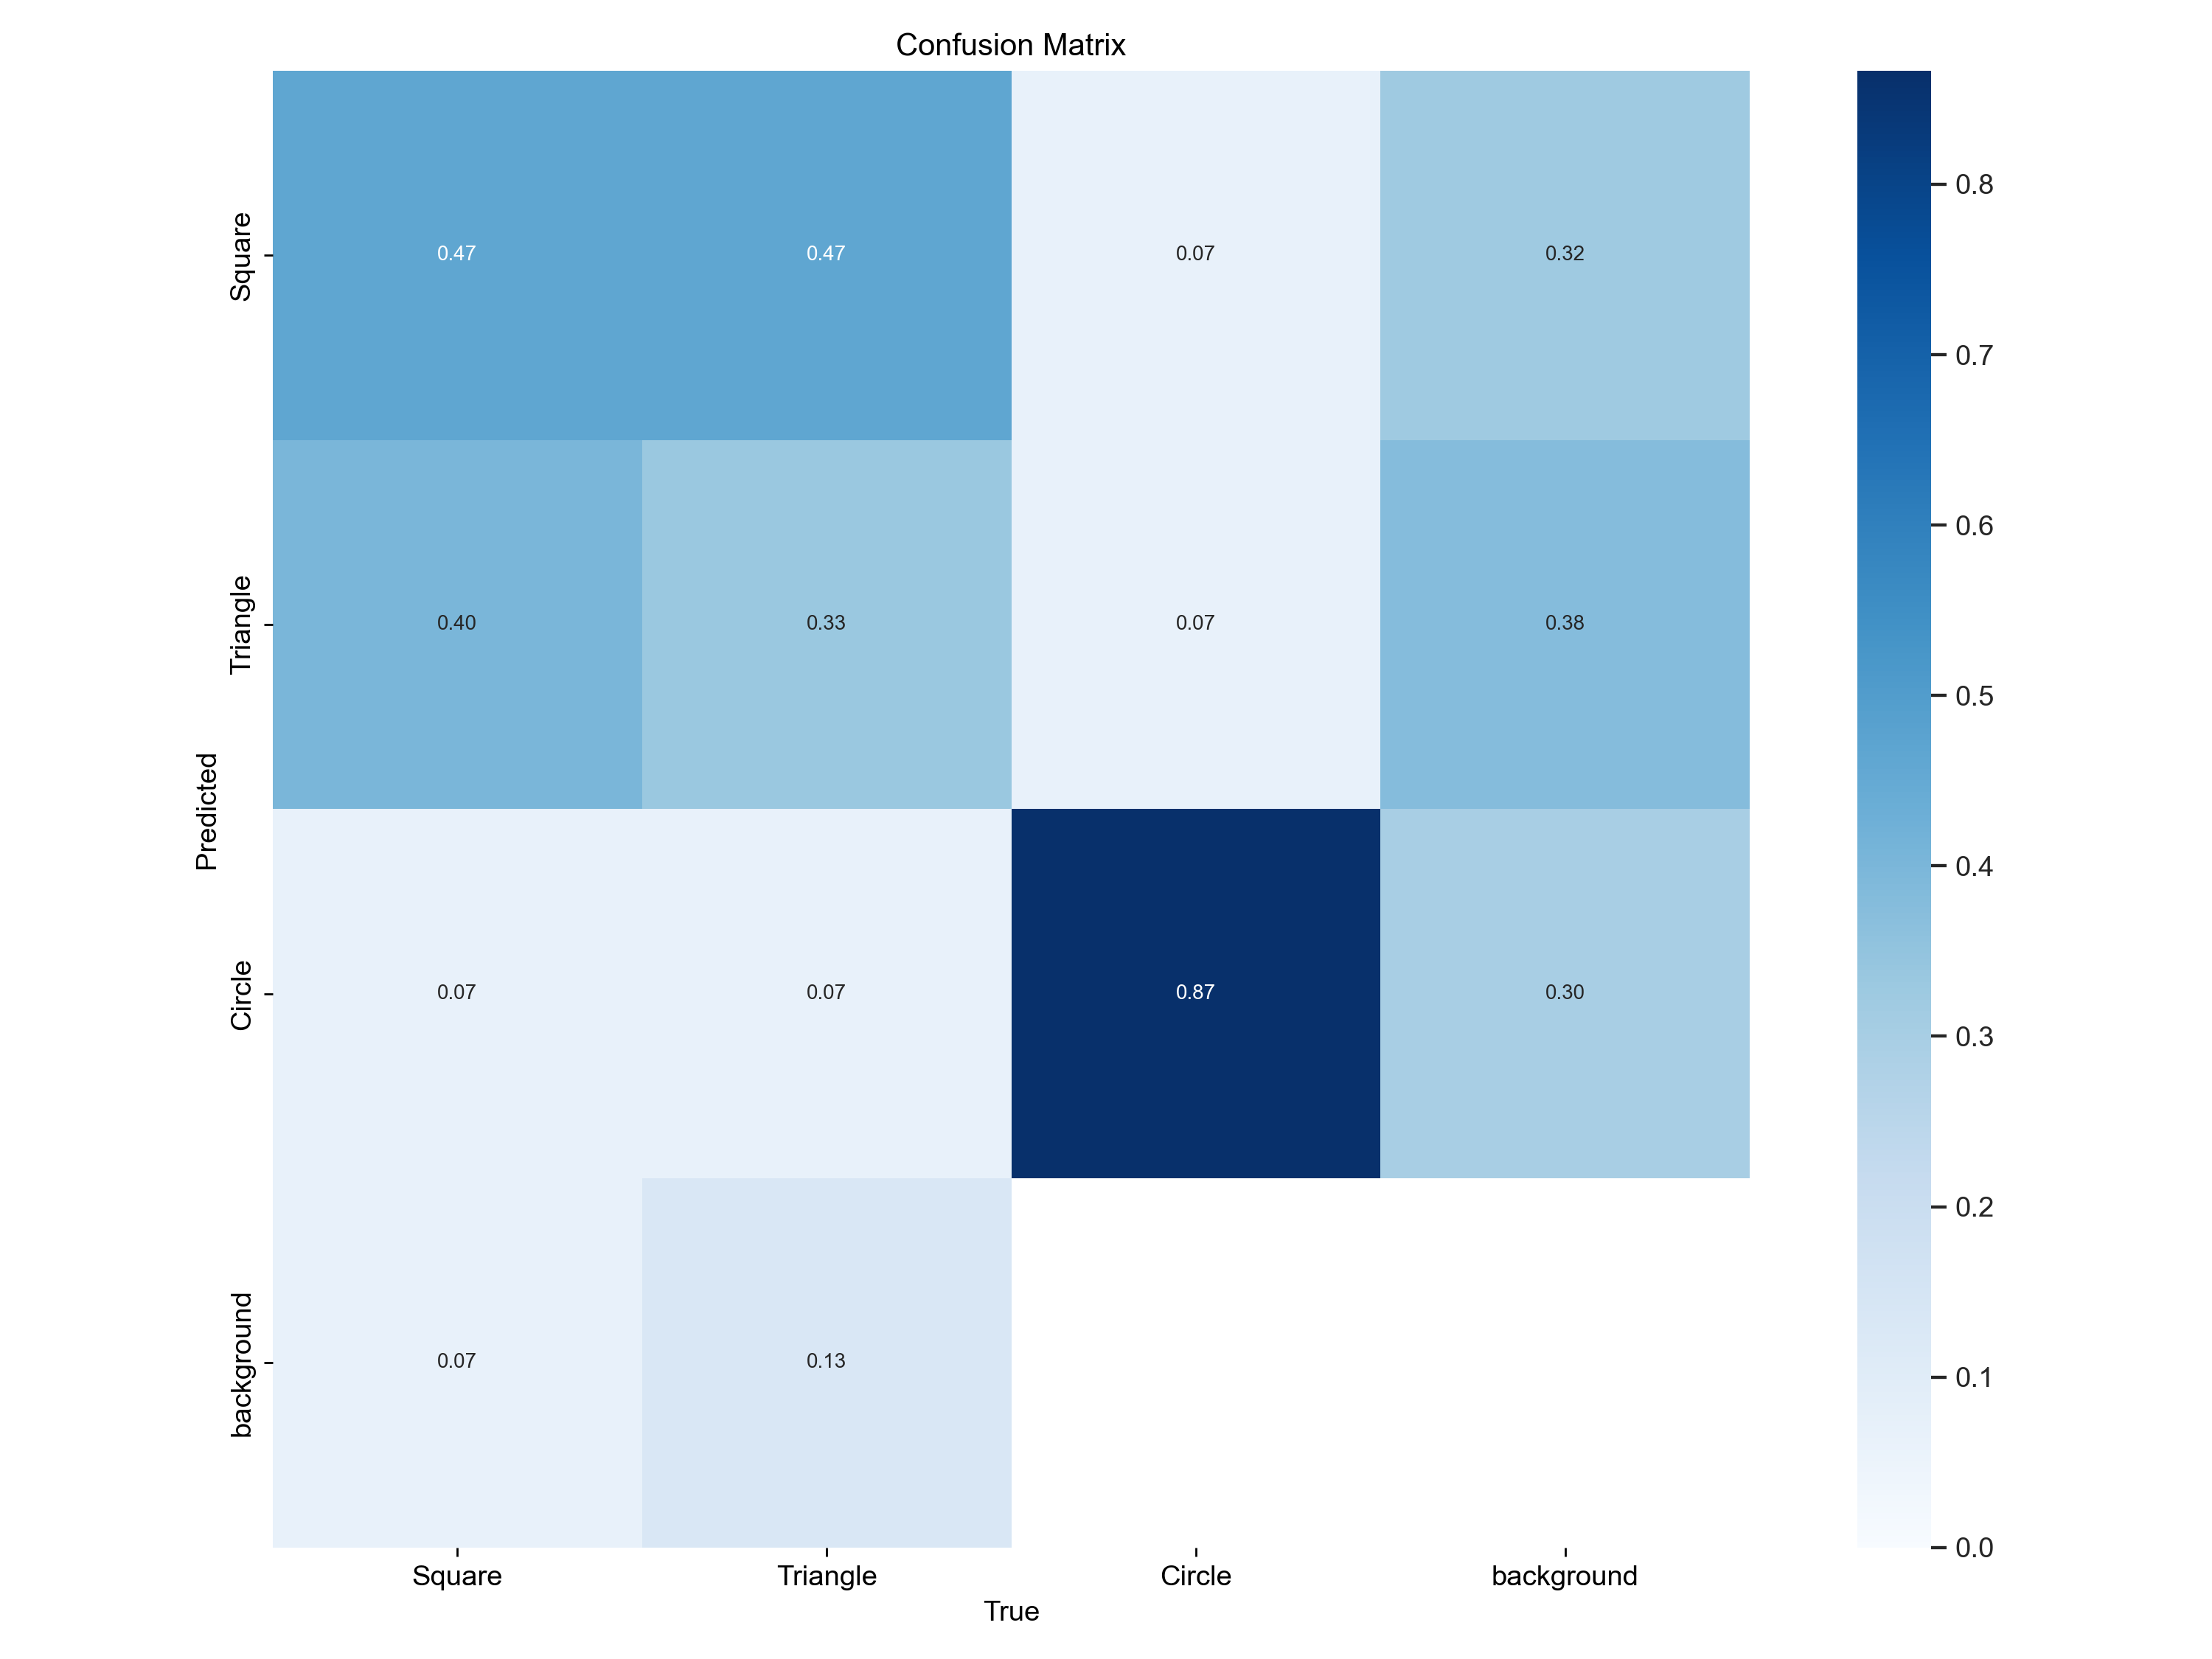 Confusion Matrix
Square
0.47 0.47 0.07 0.32
Triangle
0.40 0.33 0.07 0.38
Predicted
Circle
0.07 0.07 0.87 0.30
background
0.07 0.13
Square Triangle Circle background
True
0.8
0.7
0.6
0.5
0.4
0.3
0.2
0.1
0.0